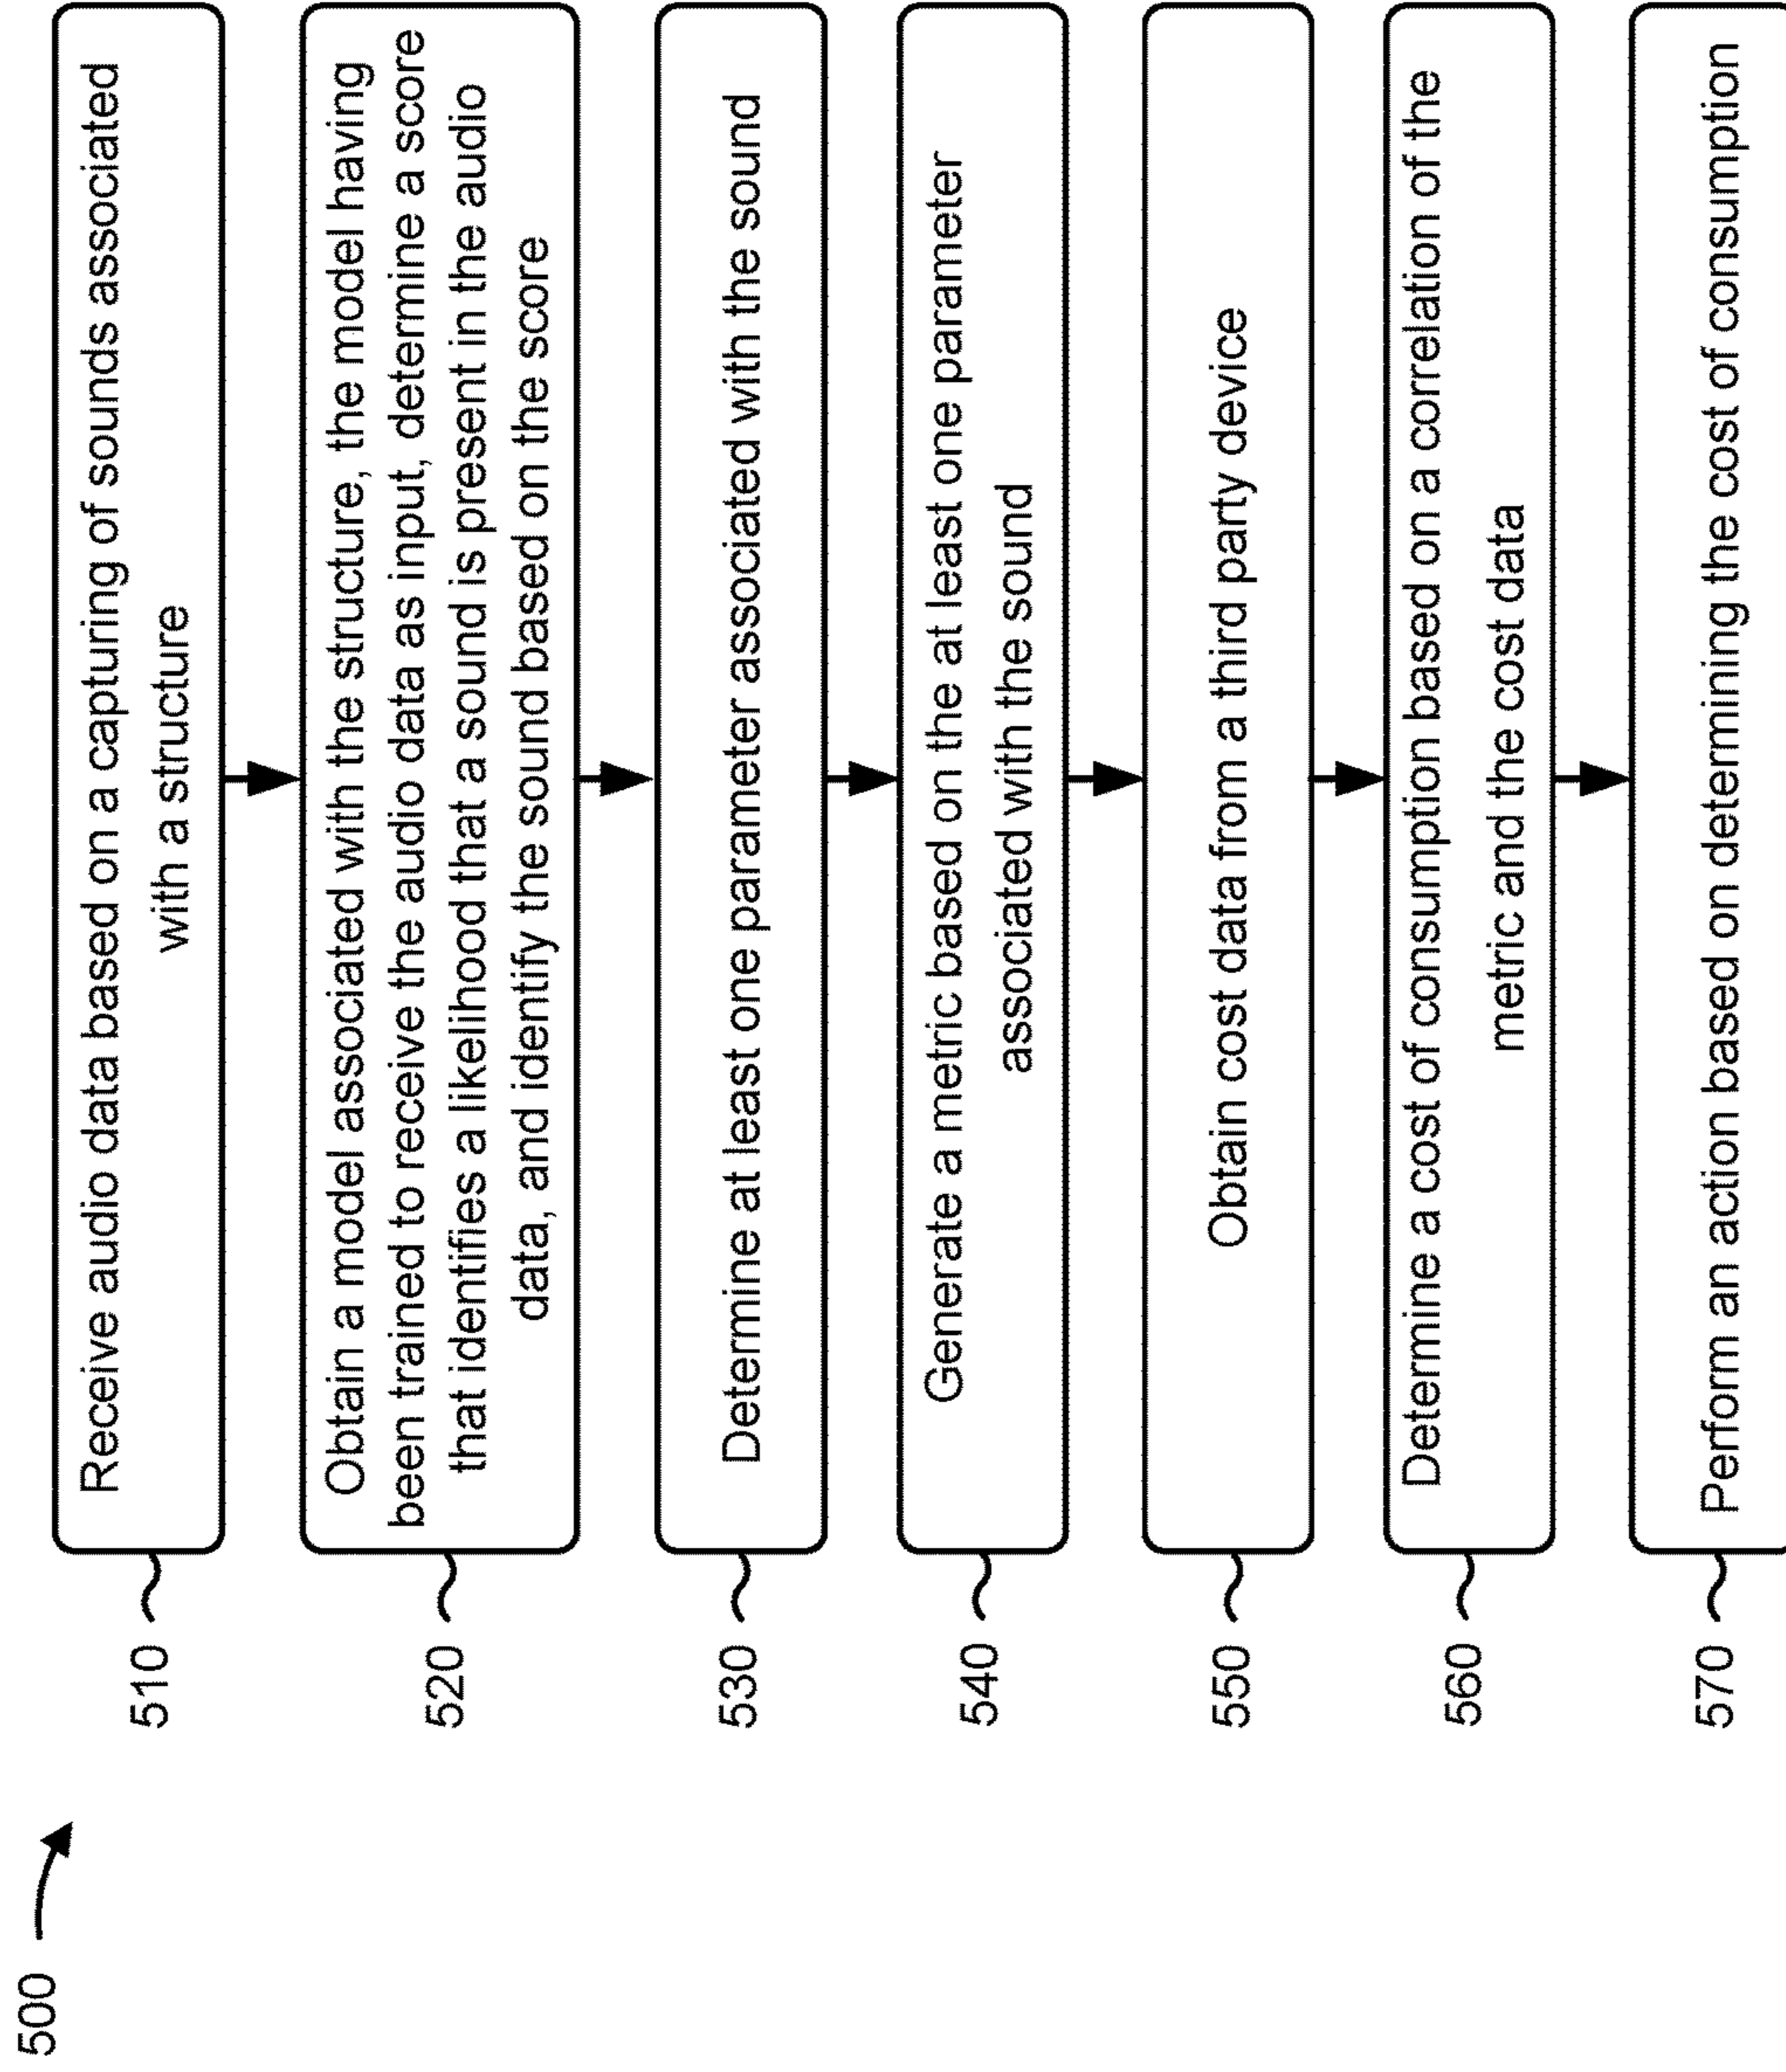 500
510
Receive audio data based on a capturing of sounds associated
with a structure
520
Obtain a model associated with the structure, the model having
been trained to receive the audio data as input, determine a score
that identifies a likelihood that a sound is present in the audio
data, and identify the sound based on the score
530
Determine at least one parameter associated with the sound
540
Generate a metric based on the at least one parameter
associated with the sound
550
Obtain cost data from a third party device
560
Determine a cost of consumption based on a correlation of the
metric and the cost data
570
Perform an action based on determining the cost of consumption